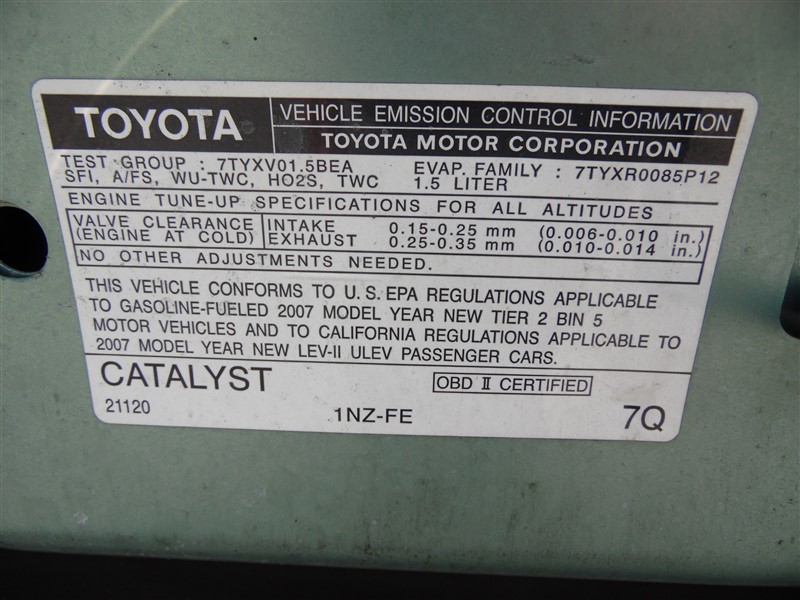 TOYOTA
VEHICLE EMISSION CONTROL INFORMATION
TOYOTA MOTOR CORPORATION
TEST GROUP : 7TYXV01.5BEA EVAP. FAMILY : 7TYXR0085P12
SFI, A/FS, WU-TWC, HO2S, TWC 1.5 LITER
ENGINE TUNE-UP SPECIFICATIONS FOR ALL ALTITUDES
VALVE CLEARANCE INTAKE 0.15-0.25 mm (0.006-0.010 in.)
(ENGINE AT COLD) EXHAUST 0.25-0.35 mm (0.010-0.014 in.)
NO OTHER ADJUSTMENTS NEEDED.
THIS VEHICLE CONFORMS TO U.S. EPA REGULATIONS APPLICABLE
TO GASOLINE-FUELED 2007 MODEL YEAR NEW TIER 2 BIN 5
MOTOR VEHICLES AND TO CALIFORNIA REGULATIONS APPLICABLE TO
2007 MODEL YEAR NEW LEV-II ULEV PASSENGER CARS.
CATALYST OBD II CERTIFIED
21120 1NZ-FE 7Q